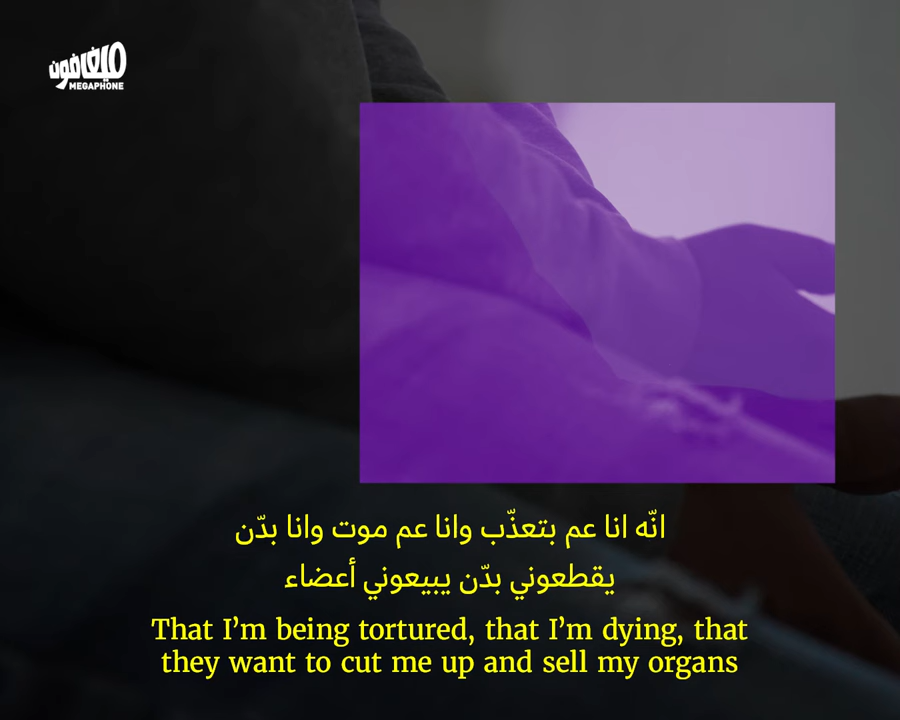 ميغافون
MEGAPHONE
انّه انا عم بتعذّب وانا عم موت وانا بدّن
يقطعوني بدّن يبيعوني أعضاء
That I’m being tortured, that I’m dying, that
they want to cut me up and sell my organs